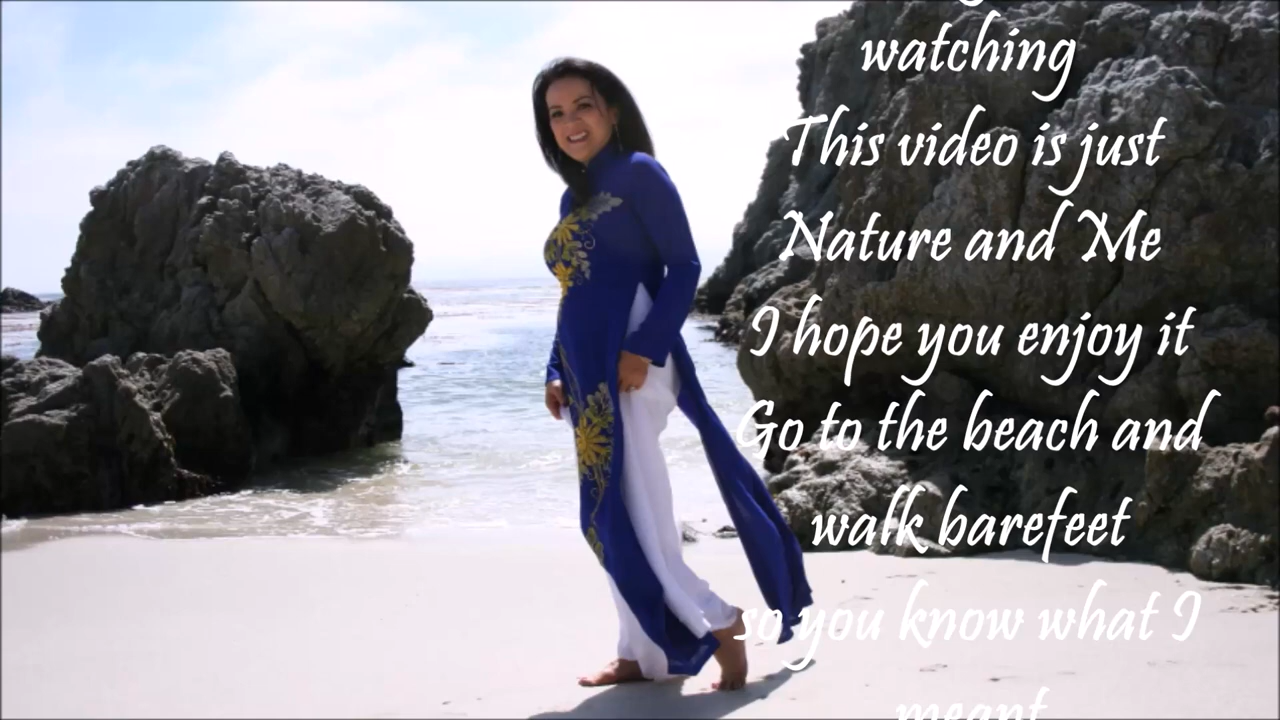 watching
This video is just
Nature and Me
I hope you enjoy it
Go to the beach and
walk barefeet
so you know what I
meant